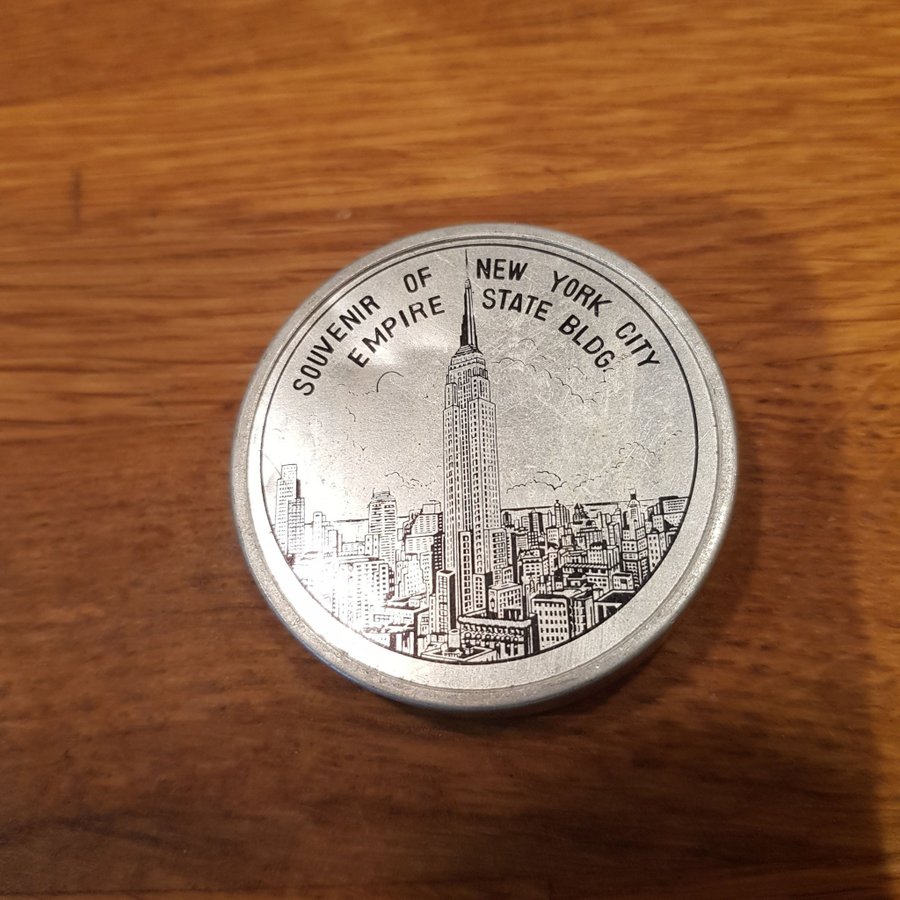 SOUVENIR OF NEW YORK CITY
EMPIRE STATE BLDG.